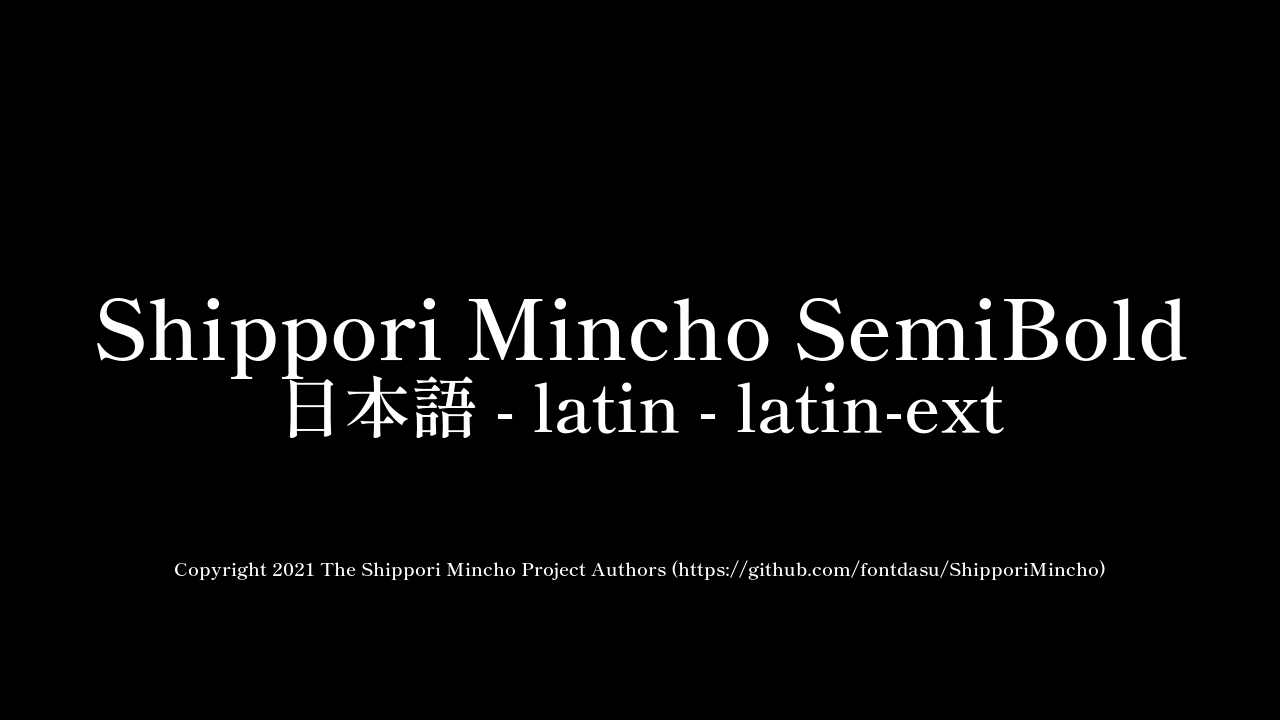 Shippori Mincho SemiBold
日本語 - latin - latin-ext
Copyright 2021 The Shippori Mincho Project Authors (https://github.com/fontdasu/ShipporiMincho)